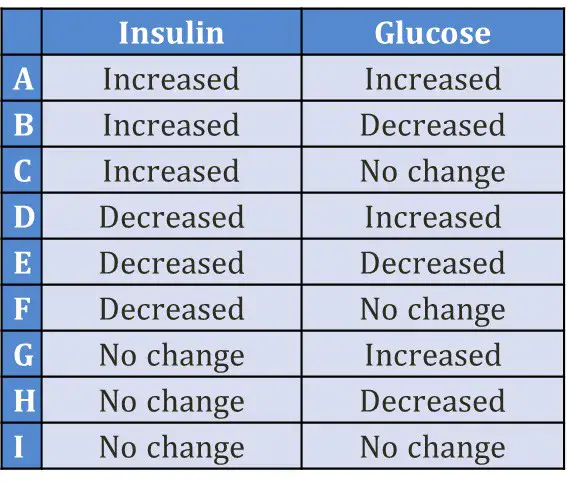 Insulin Glucose
A Increased Increased
B Increased Decreased
C Increased No change
D Decreased Increased
E Decreased Decreased
F Decreased No change
G No change Increased
H No change Decreased
I No change No change